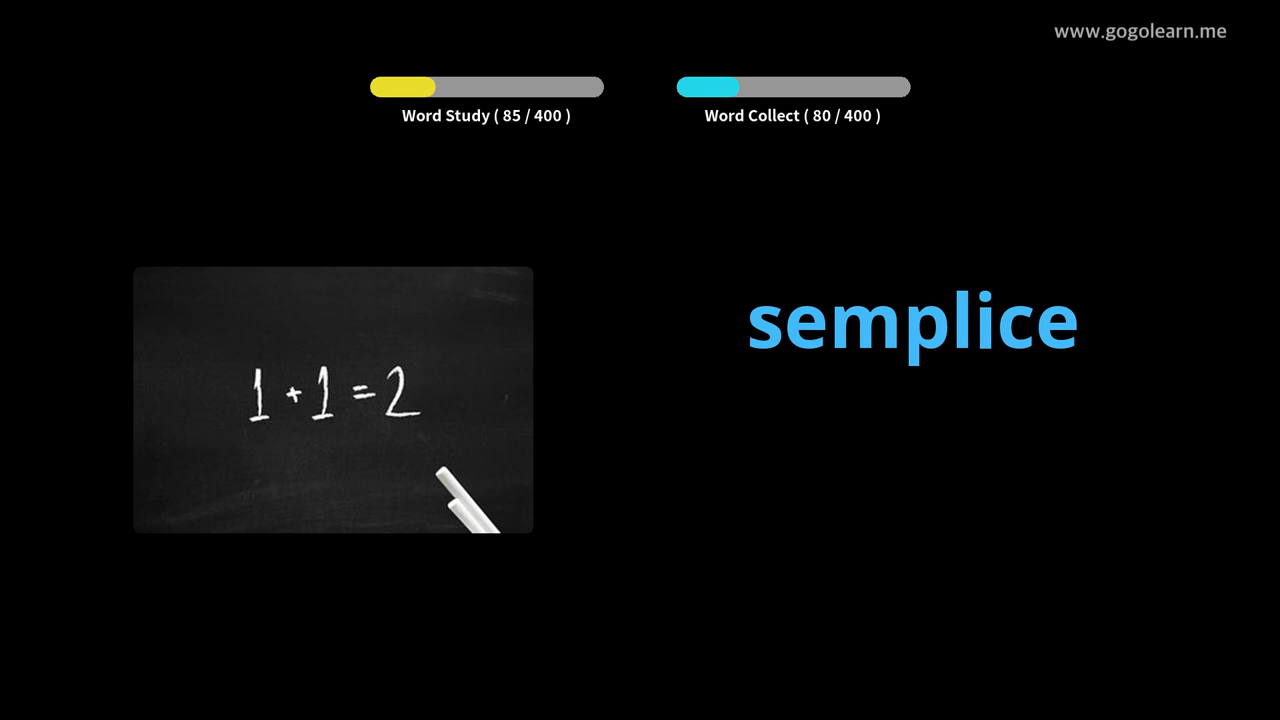 www.gogolearn.me
Word Study ( 85 / 400 )
Word Collect ( 80 / 400 )
semplice
1 + 1 = 2